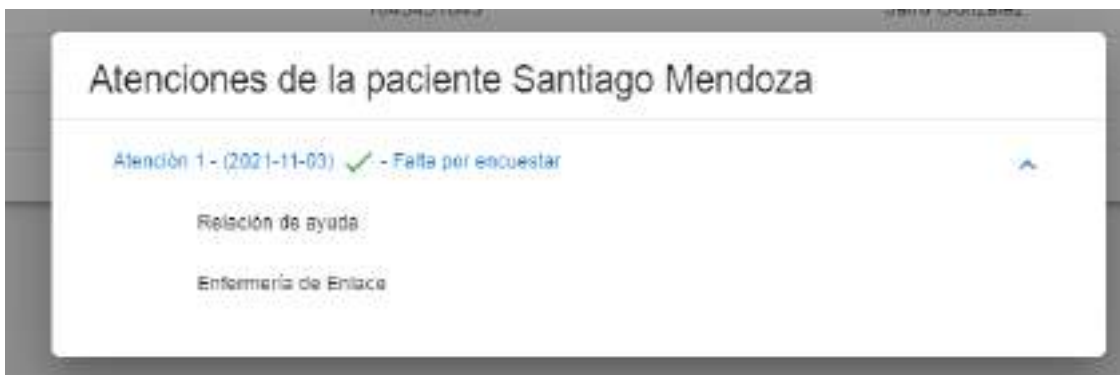 Atenciones de la paciente Santiago Mendoza
Atención 1 - (2021-11-03) ✓ - Falta por encuestar
Relación de ayuda
Enfermería de Enlace